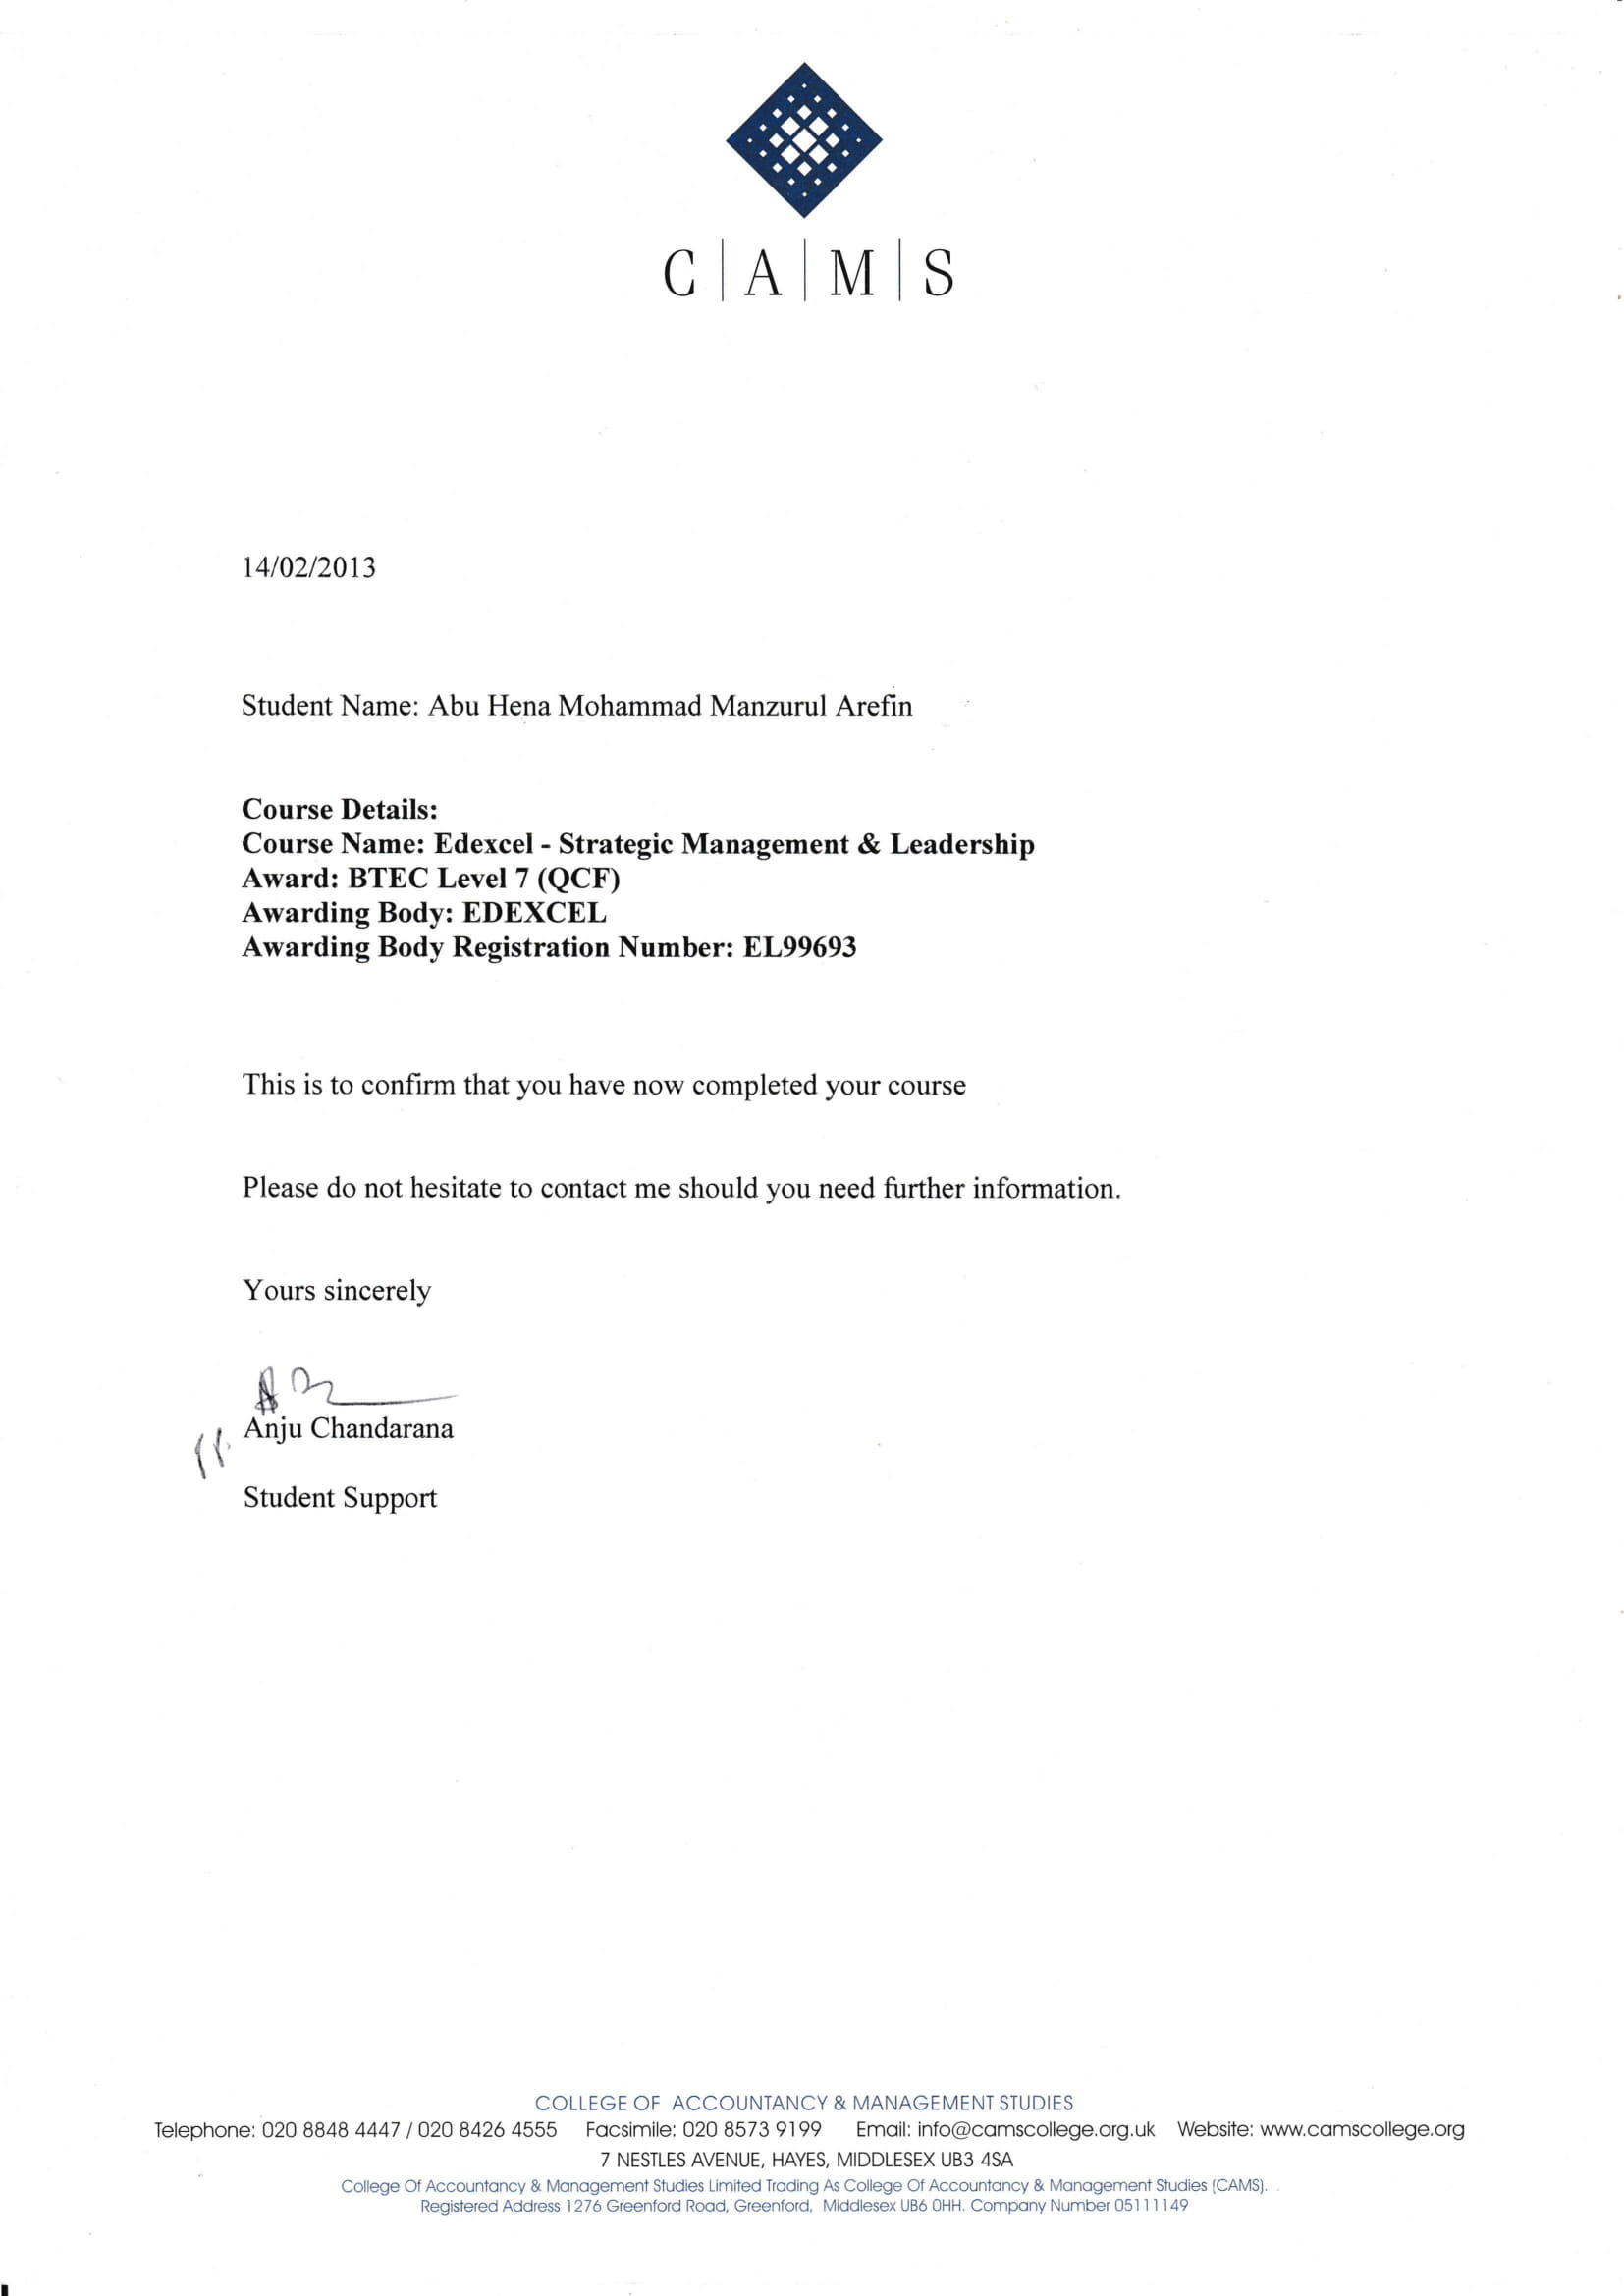 C|A|M|S
14/02/2013
Student Name: Abu Hena Mohammad Manzurul Arefin
Course Details:
Course Name: Edexcel - Strategic Management & Leadership
Award: BTEC Level 7 (QCF)
Awarding Body: EDEXCEL
Awarding Body Registration Number: EL99693
This is to confirm that you have now completed your course
Please do not hesitate to contact me should you need further information.
Yours sincerely
Anju Chandarana
Student Support
COLLEGE OF ACCOUNTANCY & MANAGEMENT STUDIES
Telephone: 020 8848 4447 / 020 8426 4555 Facsimile: 020 8573 9199 Email: info@camscollege.org.uk Website: www.camscollege.org
7 NESTLES AVENUE, HAYES, MIDDLESEX UB3 4SA
College Of Accountancy & Management Studies Limited Trading As College Of Accountancy & Management Studies (CAMS).
Registered Address 1276 Greenford Road, Greenford, Middlesex UB6 0HH. Company Number 05111149